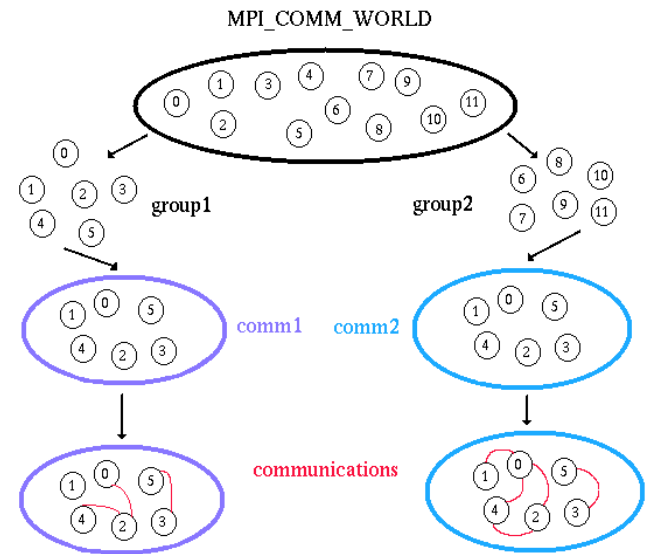 MPI_COMM_WORLD
0 1 3 4 7 9 11
2 5 6 8 10
0
1 2 3
4 5
group1
8
6 10
7 9 11
group2
1 0 5
4 2 3
comm1
comm2
1 0 5
4 2 3
1 0 5
4 2 3
communications
1 0 5
4 2 3